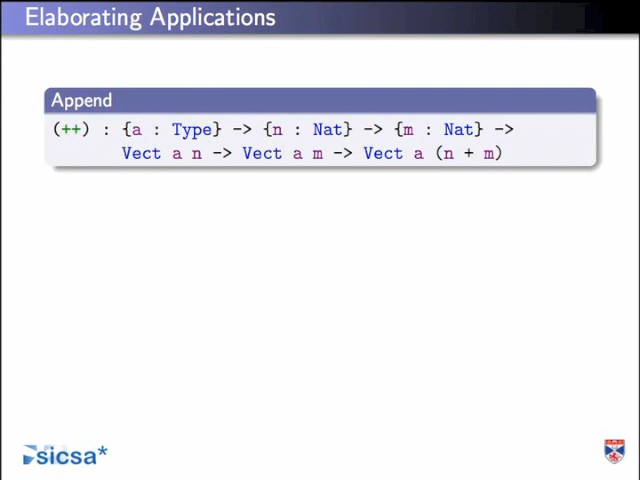 Elaborating Applications
Append
(++) : {a : Type} -> {n : Nat} -> {m : Nat} ->
Vect a n -> Vect a m -> Vect a (n + m)
sicsa*